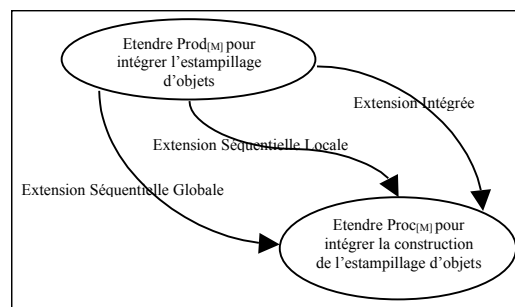 Etendre Prod[M] pour
intégrer l'estampillage
d'objets
Extension Intégrée
Extension Séquentielle Locale
Extension Séquentielle Globale
Etendre Proc[M] pour
intégrer la construction
de l'estampillage d'objets